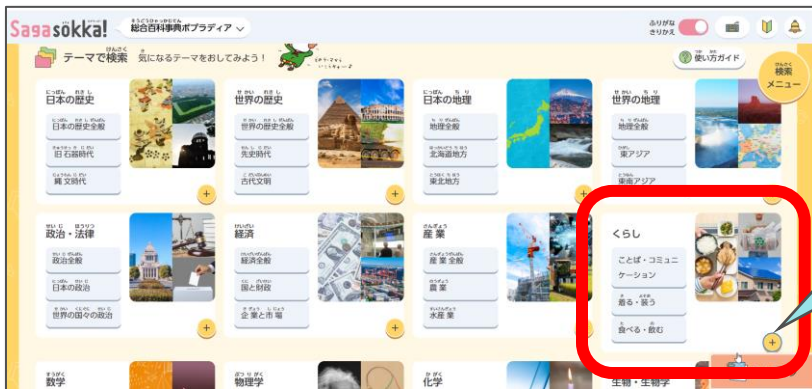 Sagasokka!
総合百科事典ポプラディア
ふりがな
きりかえ
テーマで検索 気になるテーマをおしてみよう!
使い方ガイド
検索
メニュー
日本の歴史
日本の歴史全般
旧石器時代
縄文時代
世界の歴史
世界の歴史全般
先史時代
古代文明
日本の地理
地理全般
北海道地方
東北地方
世界の地理
地理全般
東アジア
東南アジア
政治・法律
政治全般
日本の政治
世界の国々の政治
経済
経済全般
国と財政
企業と市場
産業
産業全般
農業
水産業
くらし
ことば・コミュニ
ケーション
着る・装う
食べる・飲む
数学
物理学
化学
生物・生物学